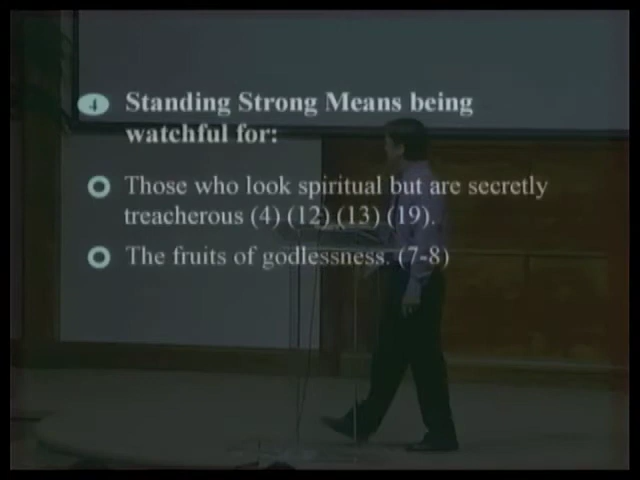 4 Standing Strong Means being
watchful for:
Those who look spiritual but are secretly
treacherous (4) (12) (13) (19).
The fruits of godlessness. (7-8)